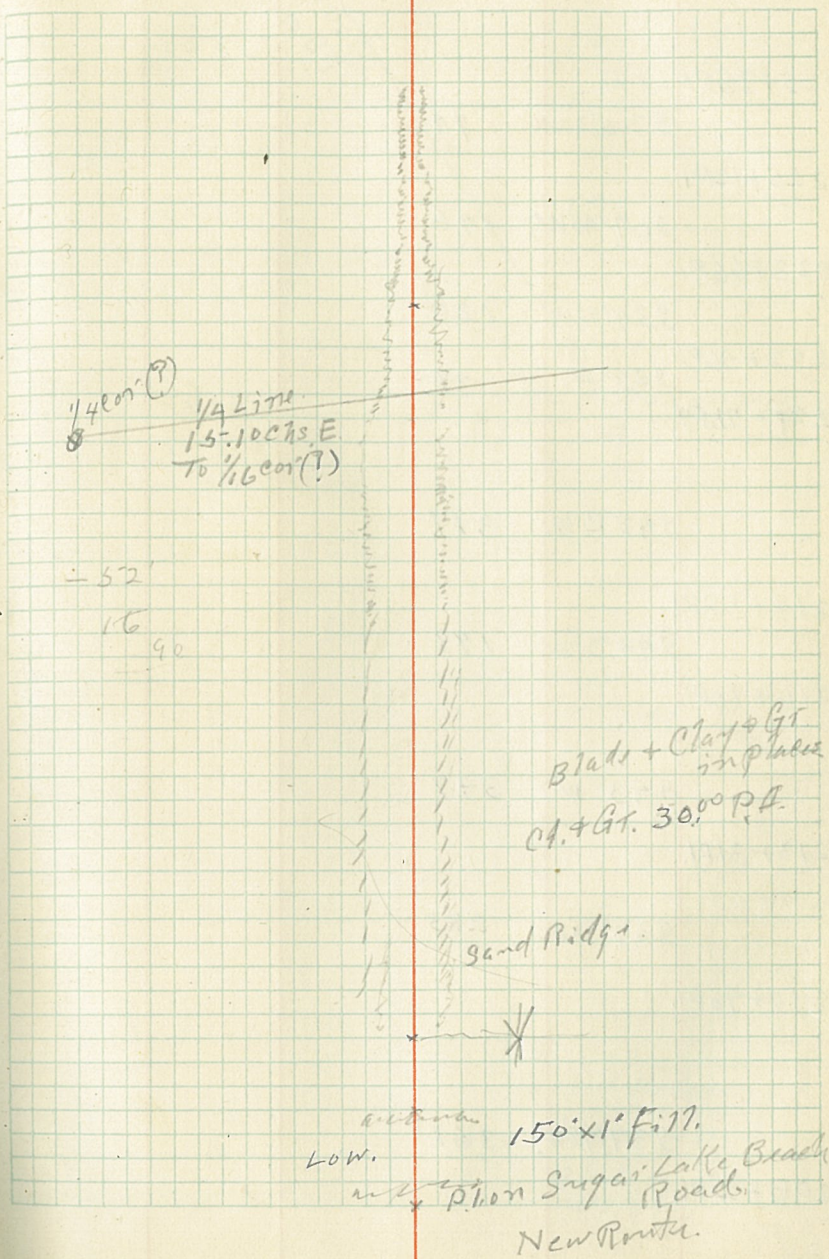 1/4 cor (?)
1/4 Line
15.10 chs. E.
To 1/16 cor (?)
- 52'
16
90
Blade + Clay & Gr.
in places
Cl. & Gr. 30.00 P.A.
Sand Ridge.
150' x 1' Fill.
Low.
P.I. on Sugar Lake Beach
Road.
New Route.